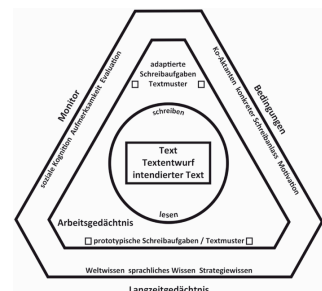 adaptierte
Schreibaufgaben
Textmuster
Monitor
soziale Kognition Aufmerksamkeit Evaluation
Bedingungen
Ko-Aktanten konkreter Schreibanlass Motivation
schreiben
Text
Textentwurf
intendierter Text
lesen
Arbeitsgedächtnis
prototypische Schreibaufgaben / Textmuster
Weltwissen sprachliches Wissen Strategiewissen
Langzeitgedächtnis